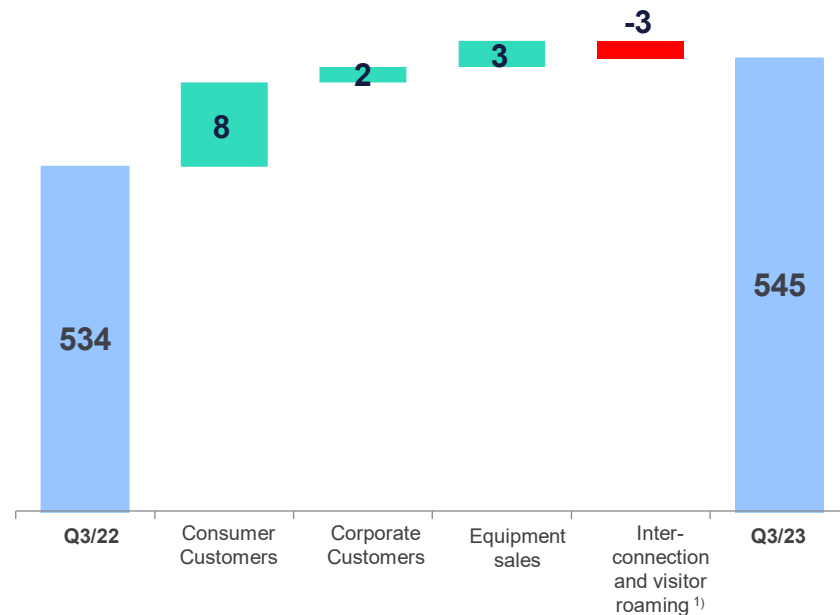 -3
3
2
8
545
534
Q3/22
Consumer
Customers
Corporate
Customers
Equipment
sales
Inter-
connection
and visitor
roaming 1)
Q3/23